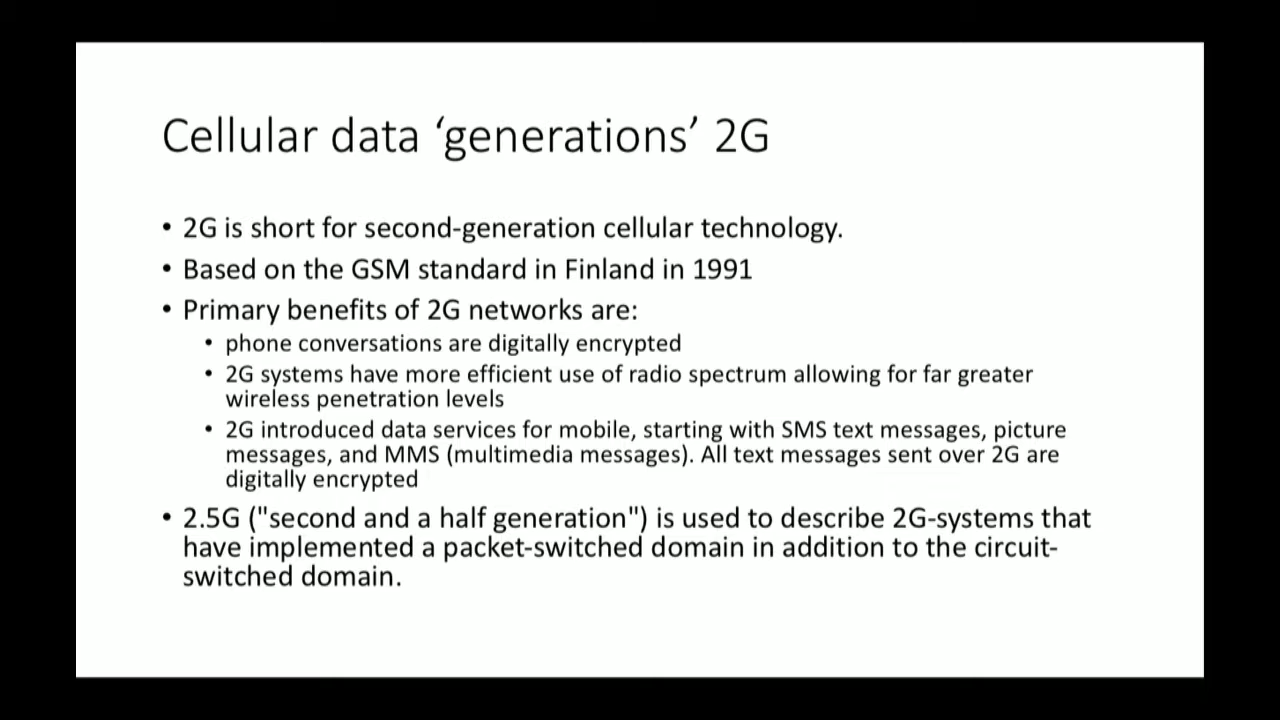 Cellular data ‘generations’ 2G
• 2G is short for second-generation cellular technology.
• Based on the GSM standard in Finland in 1991
• Primary benefits of 2G networks are:
• phone conversations are digitally encrypted
• 2G systems have more efficient use of radio spectrum allowing for far greater
wireless penetration levels
• 2G introduced data services for mobile, starting with SMS text messages, picture
messages, and MMS (multimedia messages). All text messages sent over 2G are
digitally encrypted
• 2.5G ("second and a half generation") is used to describe 2G-systems that
have implemented a packet-switched domain in addition to the circuit-
switched domain.